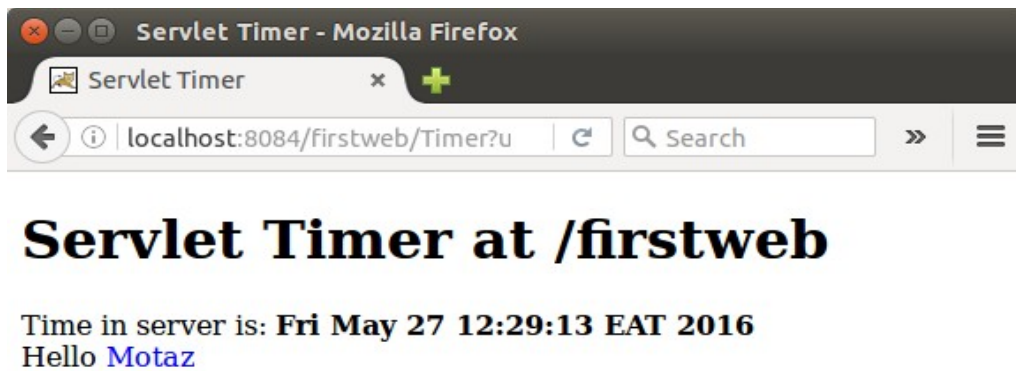 Servlet Timer - Mozilla Firefox
Servlet Timer
localhost:8084/firstweb/Timer?u
Search
Servlet Timer at /firstweb
Time in server is: Fri May 27 12:29:13 EAT 2016
Hello Motaz